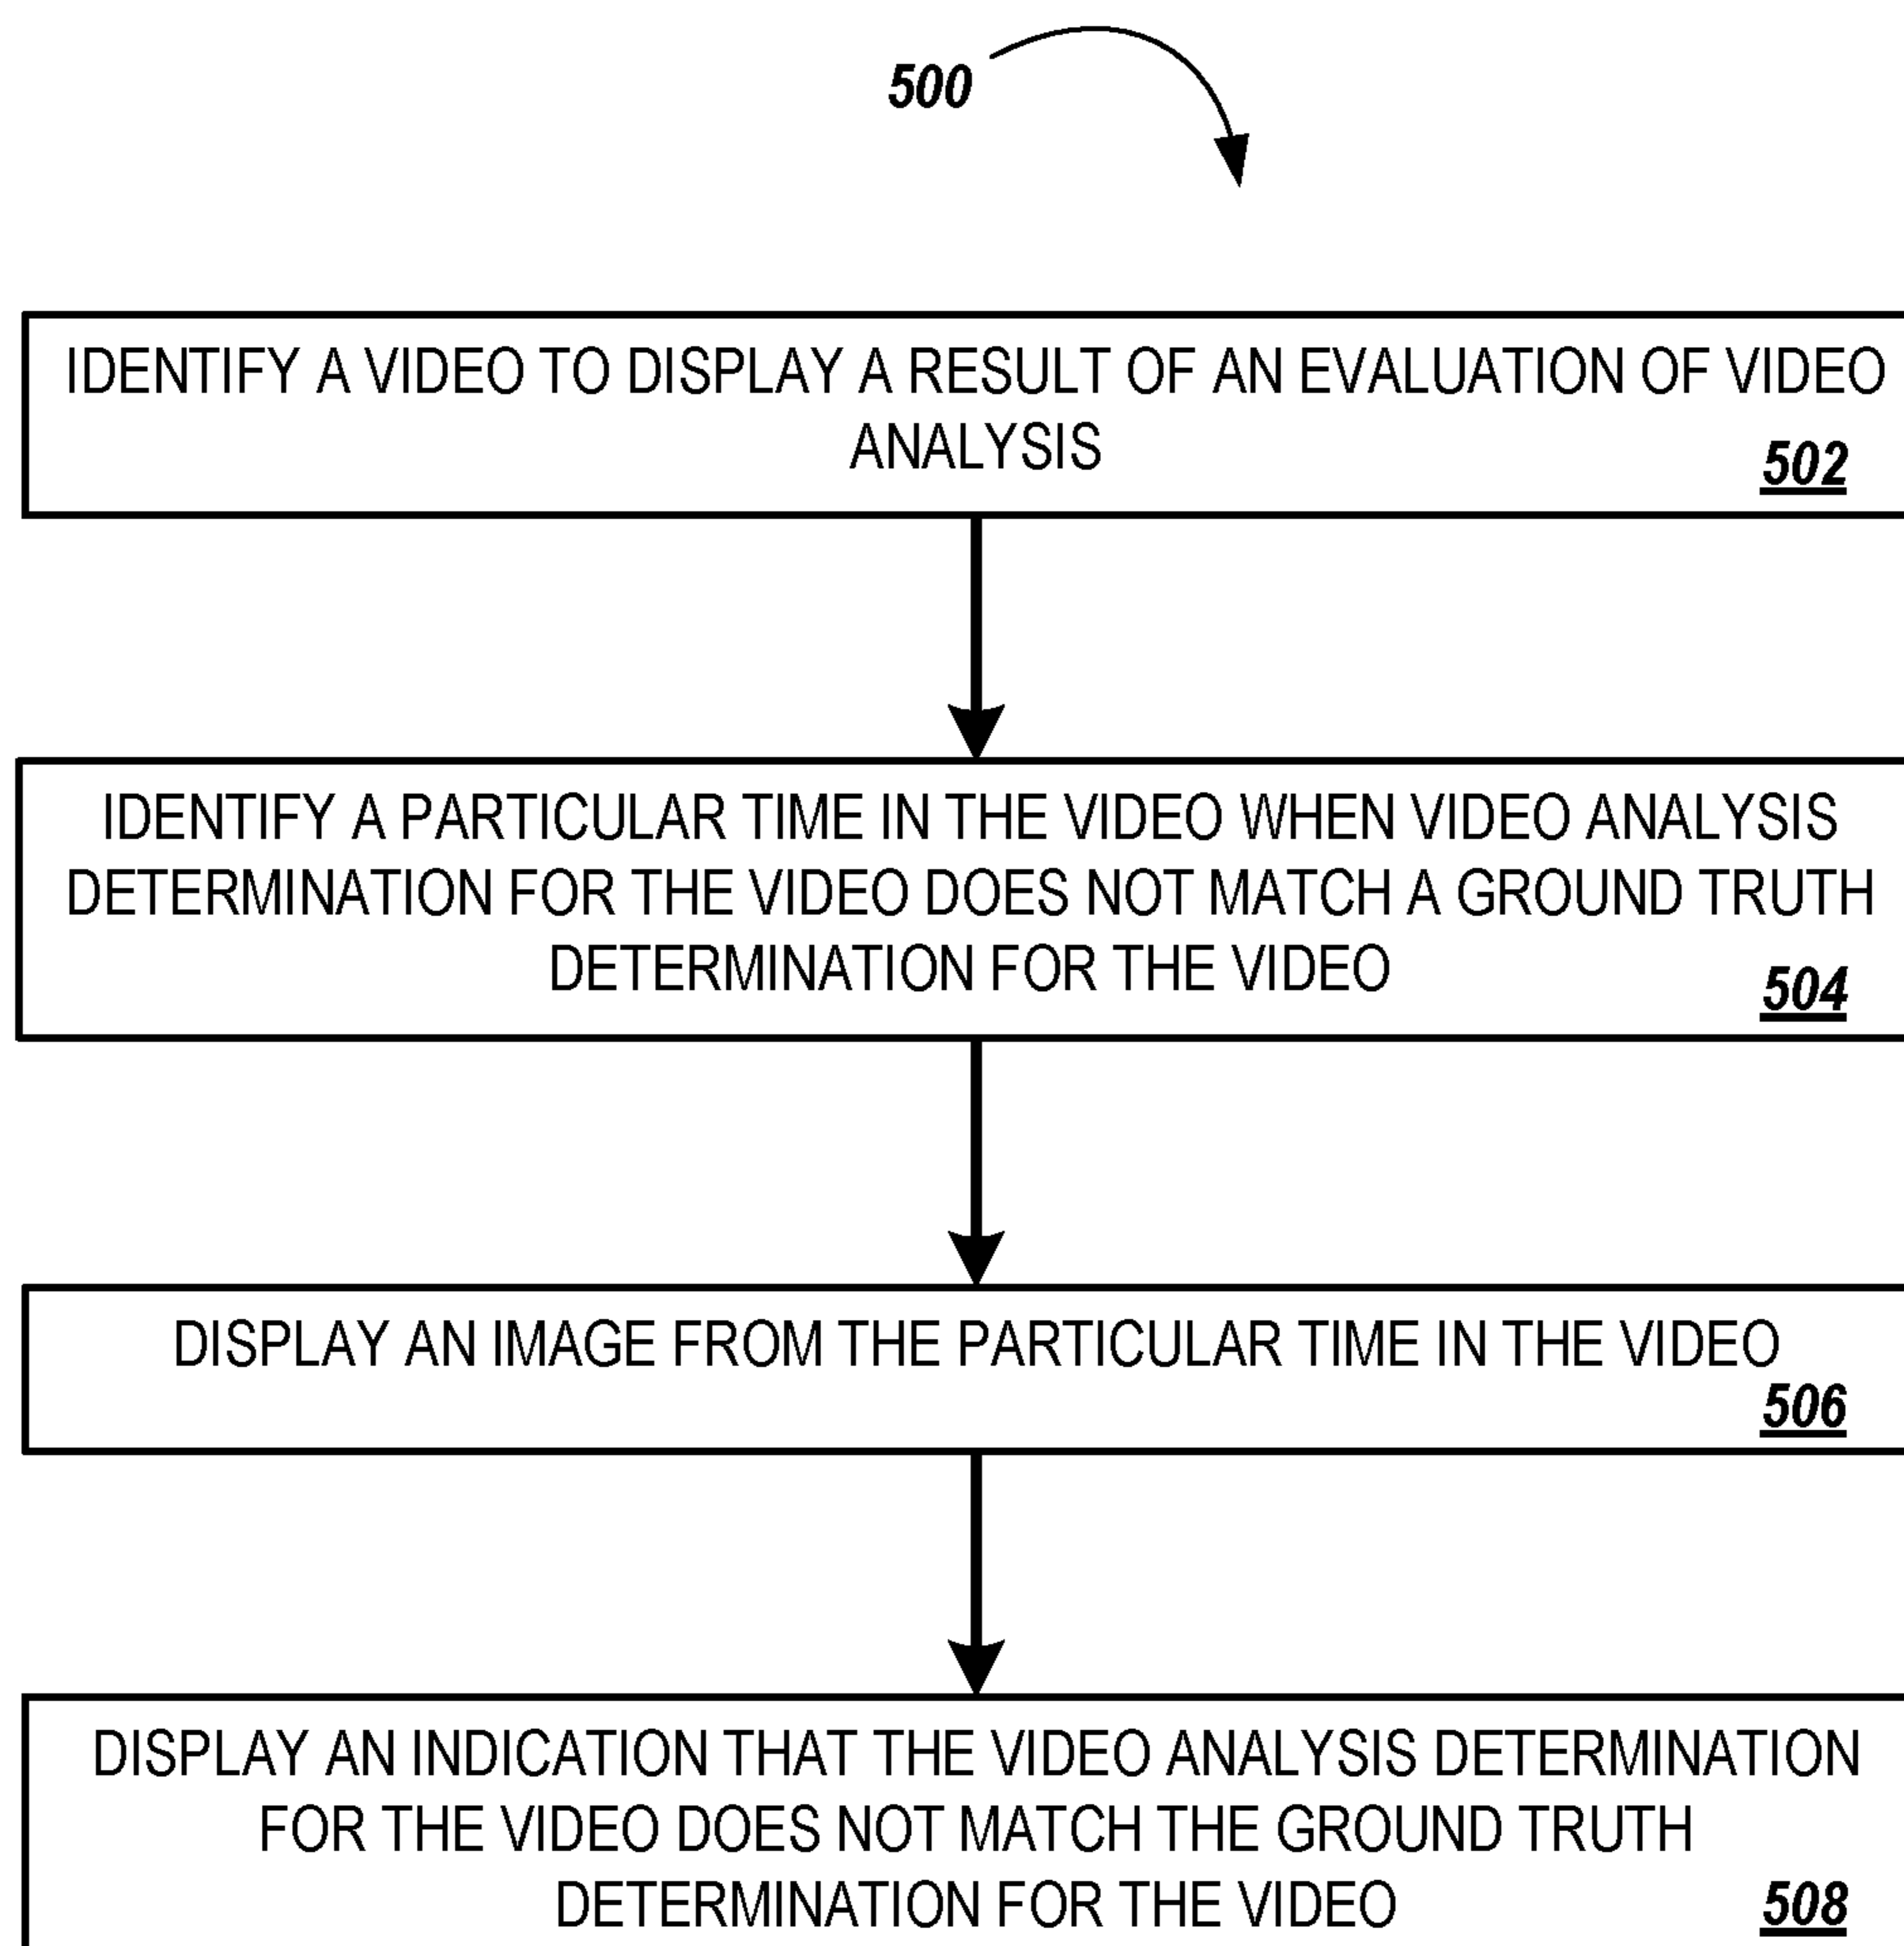 500
IDENTIFY A VIDEO TO DISPLAY A RESULT OF AN EVALUATION OF VIDEO
ANALYSIS
502
IDENTIFY A PARTICULAR TIME IN THE VIDEO WHEN VIDEO ANALYSIS
DETERMINATION FOR THE VIDEO DOES NOT MATCH A GROUND TRUTH
DETERMINATION FOR THE VIDEO
504
DISPLAY AN IMAGE FROM THE PARTICULAR TIME IN THE VIDEO
506
DISPLAY AN INDICATION THAT THE VIDEO ANALYSIS DETERMINATION
FOR THE VIDEO DOES NOT MATCH THE GROUND TRUTH
DETERMINATION FOR THE VIDEO
508